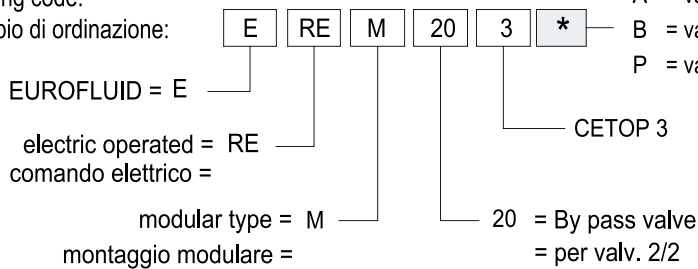 ng code:
pio di ordinazione:
E RE M 20 3 *
B = va
P = va
EUROFLUID = E
CETOP 3
electric operated = RE
comando elettrico =
modular type = M
20 = By pass valve
montaggio modulare =
= per valv. 2/2